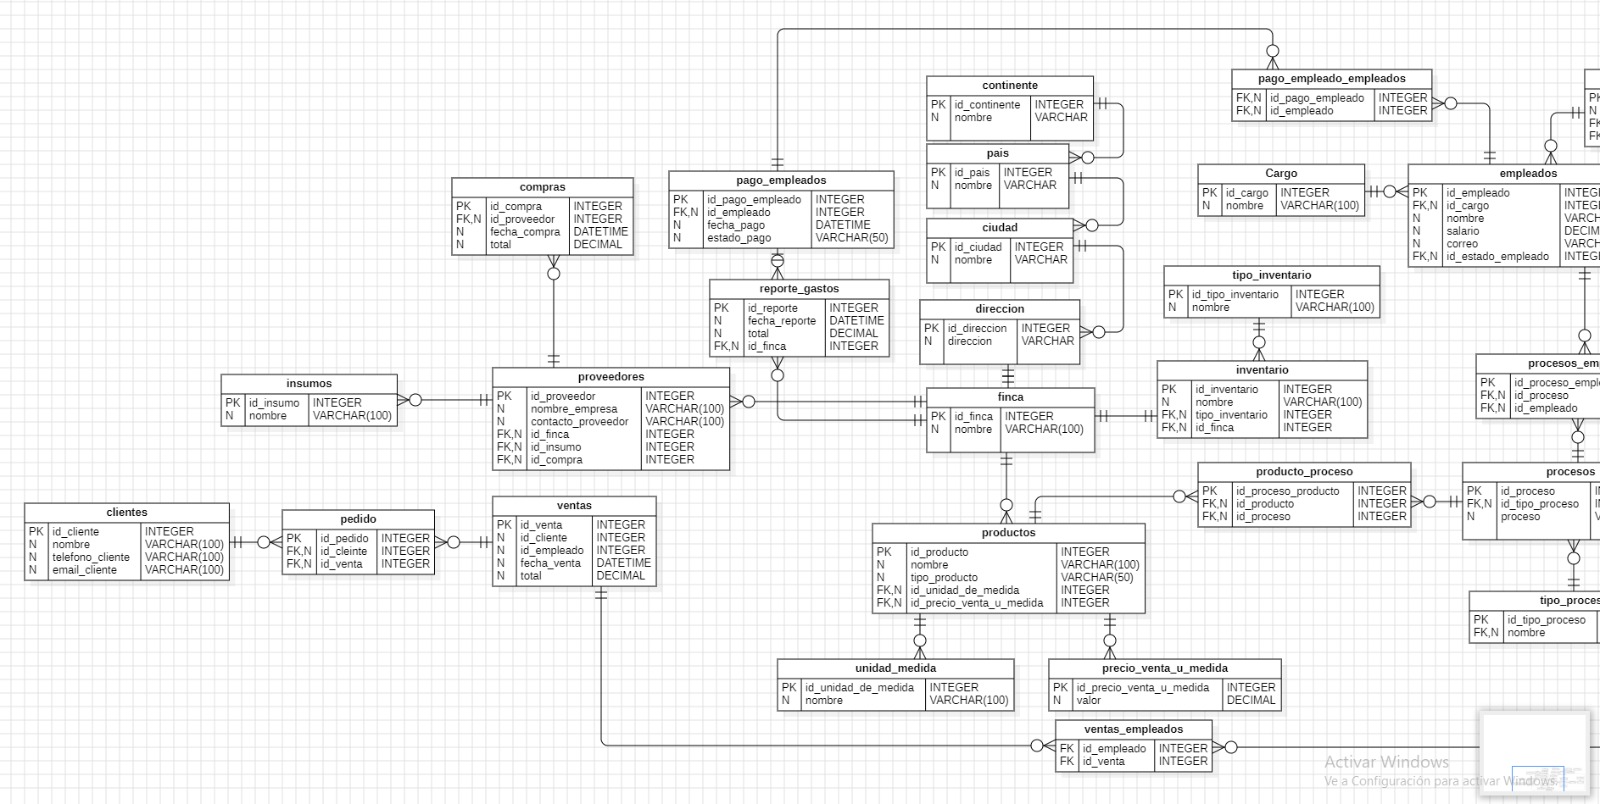 continente
PK id_continente INTEGER
N nombre VARCHAR
pais
PK id_pais INTEGER
N nombre VARCHAR
ciudad
PK id_ciudad INTEGER
N nombre VARCHAR
direccion
PK id_direccion INTEGER
N direccion VARCHAR
pago_empleado_empleados
FK,N id_pago_empleado INTEGER
FK,N id_empleado INTEGER
Cargo
PK id_cargo INTEGER
N nombre VARCHAR(100)
empleados
PK id_empleado
FK,N id_cargo
N nombre
N salario
N correo
FK,N id_estado_empleado
compras
PK id_compra INTEGER
FK,N id_proveedor INTEGER
N fecha_compra DATETIME
N total DECIMAL
pago_empleados
PK id_pago_empleado INTEGER
FK,N id_empleado INTEGER
N fecha_pago DATETIME
N estado_pago VARCHAR(50)
reporte_gastos
PK id_reporte INTEGER
N fecha_reporte DATETIME
N total DECIMAL
FK,N id_finca INTEGER
tipo_inventario
PK id_tipo_inventario INTEGER
N nombre VARCHAR(100)
inventario
PK id_inventario INTEGER
N nombre VARCHAR(100)
FK,N tipo_inventario INTEGER
FK,N id_finca INTEGER
insumos
PK id_insumo INTEGER
N nombre VARCHAR(100)
proveedores
PK id_proveedor INTEGER
N nombre_empresa VARCHAR(100)
N contacto_proveedor VARCHAR(100)
FK,N id_finca INTEGER
FK,N id_insumo INTEGER
FK,N id_compra INTEGER
finca
PK id_finca INTEGER
N nombre VARCHAR(100)
PK
FK,N id_proceso
FK,N id_empleado
producto_proceso
PK id_proceso_producto INTEGER
FK,N id_producto INTEGER
FK,N id_proceso INTEGER
procesos
PK id_proceso
FK,N id_tipo_proceso
N proceso
clientes
PK id_cliente INTEGER
N nombre VARCHAR(100)
N telefono_cliente VARCHAR(100)
N email_cliente VARCHAR(100)
pedido
PK id_pedido INTEGER
FK,N id_cleinte INTEGER
FK,N id_venta INTEGER
ventas
PK id_venta INTEGER
N id_cliente INTEGER
N id_empleado INTEGER
N fecha_venta DATETIME
N total DECIMAL
productos
PK id_producto INTEGER
N nombre VARCHAR(100)
N tipo_producto VARCHAR(50)
FK,N id_unidad_de_medida INTEGER
FK,N id_precio_venta_u_medida INTEGER
PK id_tipo_proceso
FK,N nombre
unidad_medida
PK id_unidad_de_medida INTEGER
N nombre VARCHAR(100)
precio_venta_u_medida
PK id_precio_venta_u_medida INTEGER
N valor DECIMAL
ventas_empleados
FK id_empleado INTEGER
FK id_venta INTEGER
Activar Windows
Ve a Configuración para activar Windows.